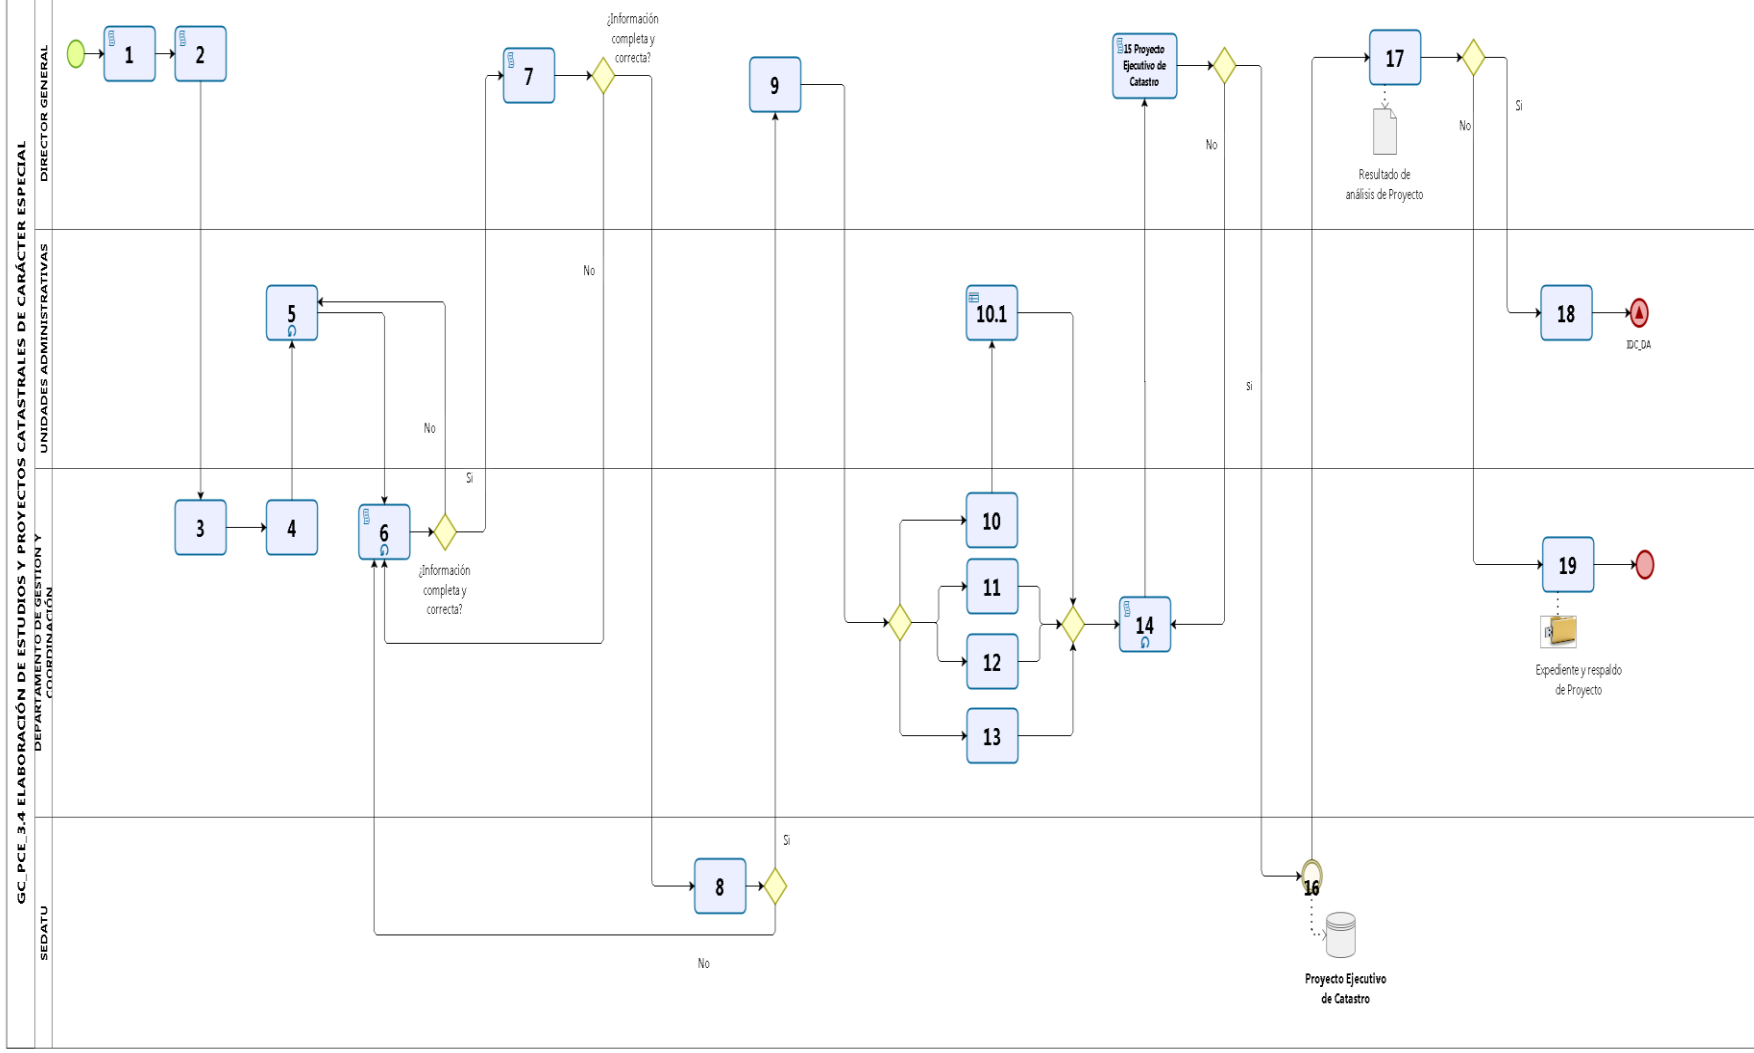 GC_PCE_3.4 ELABORACIÓN DE ESTUDIOS Y PROYECTOS CATASTRALES DE CARÁCTER ESPECIAL
DIRECTOR GENERAL
1
2
7
¿Información
completa y
correcta?
9
15 Proyecto
Ejecutivo de
Catastro
No
17
Resultado de
análisis de Proyecto
No
Si
UNIDADES ADMINISTRATIVAS
5
No
No
10.1
Si
18
IDC_DA
DEPARTAMENTO DE GESTION Y
COORDINACIÓN
3
4
6
Si
¿Información
completa y
correcta?
10
11
12
13
14
19
Expediente y respaldo
de Proyecto
SEDATU
8
Si
No
16
Proyecto Ejecutivo
de Catastro